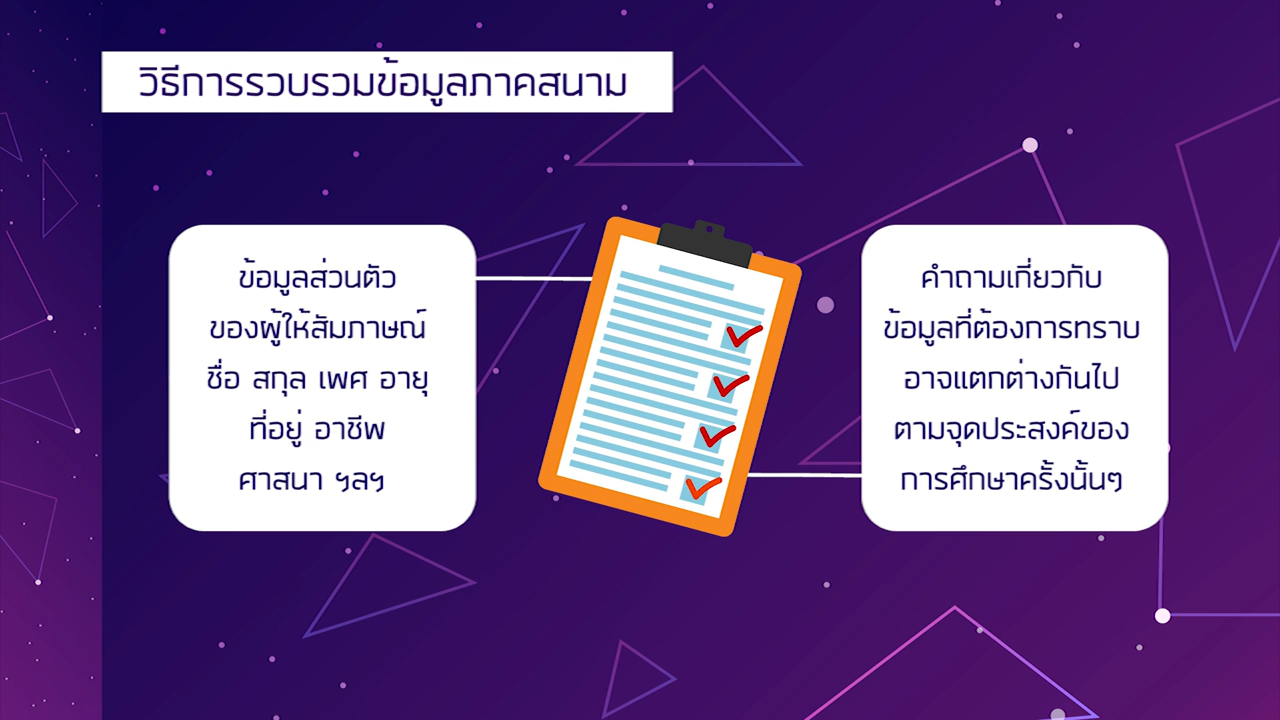 วิธีการรวบรวมข้อมูลภาคสนาม
ข้อมูลส่วนตัว
ของผู้ให้สัมภาษณ์
ชื่อ สกุล เพศ อายุ
ที่อยู่ อาชีพ
ศาสนา ฯลฯ
คำถามเกี่ยวกับ
ข้อมูลที่ต้องการทราบ
อาจแตกต่างกันไป
ตามจุดประสงค์ของ
การศึกษาครั้งนั้นๆ